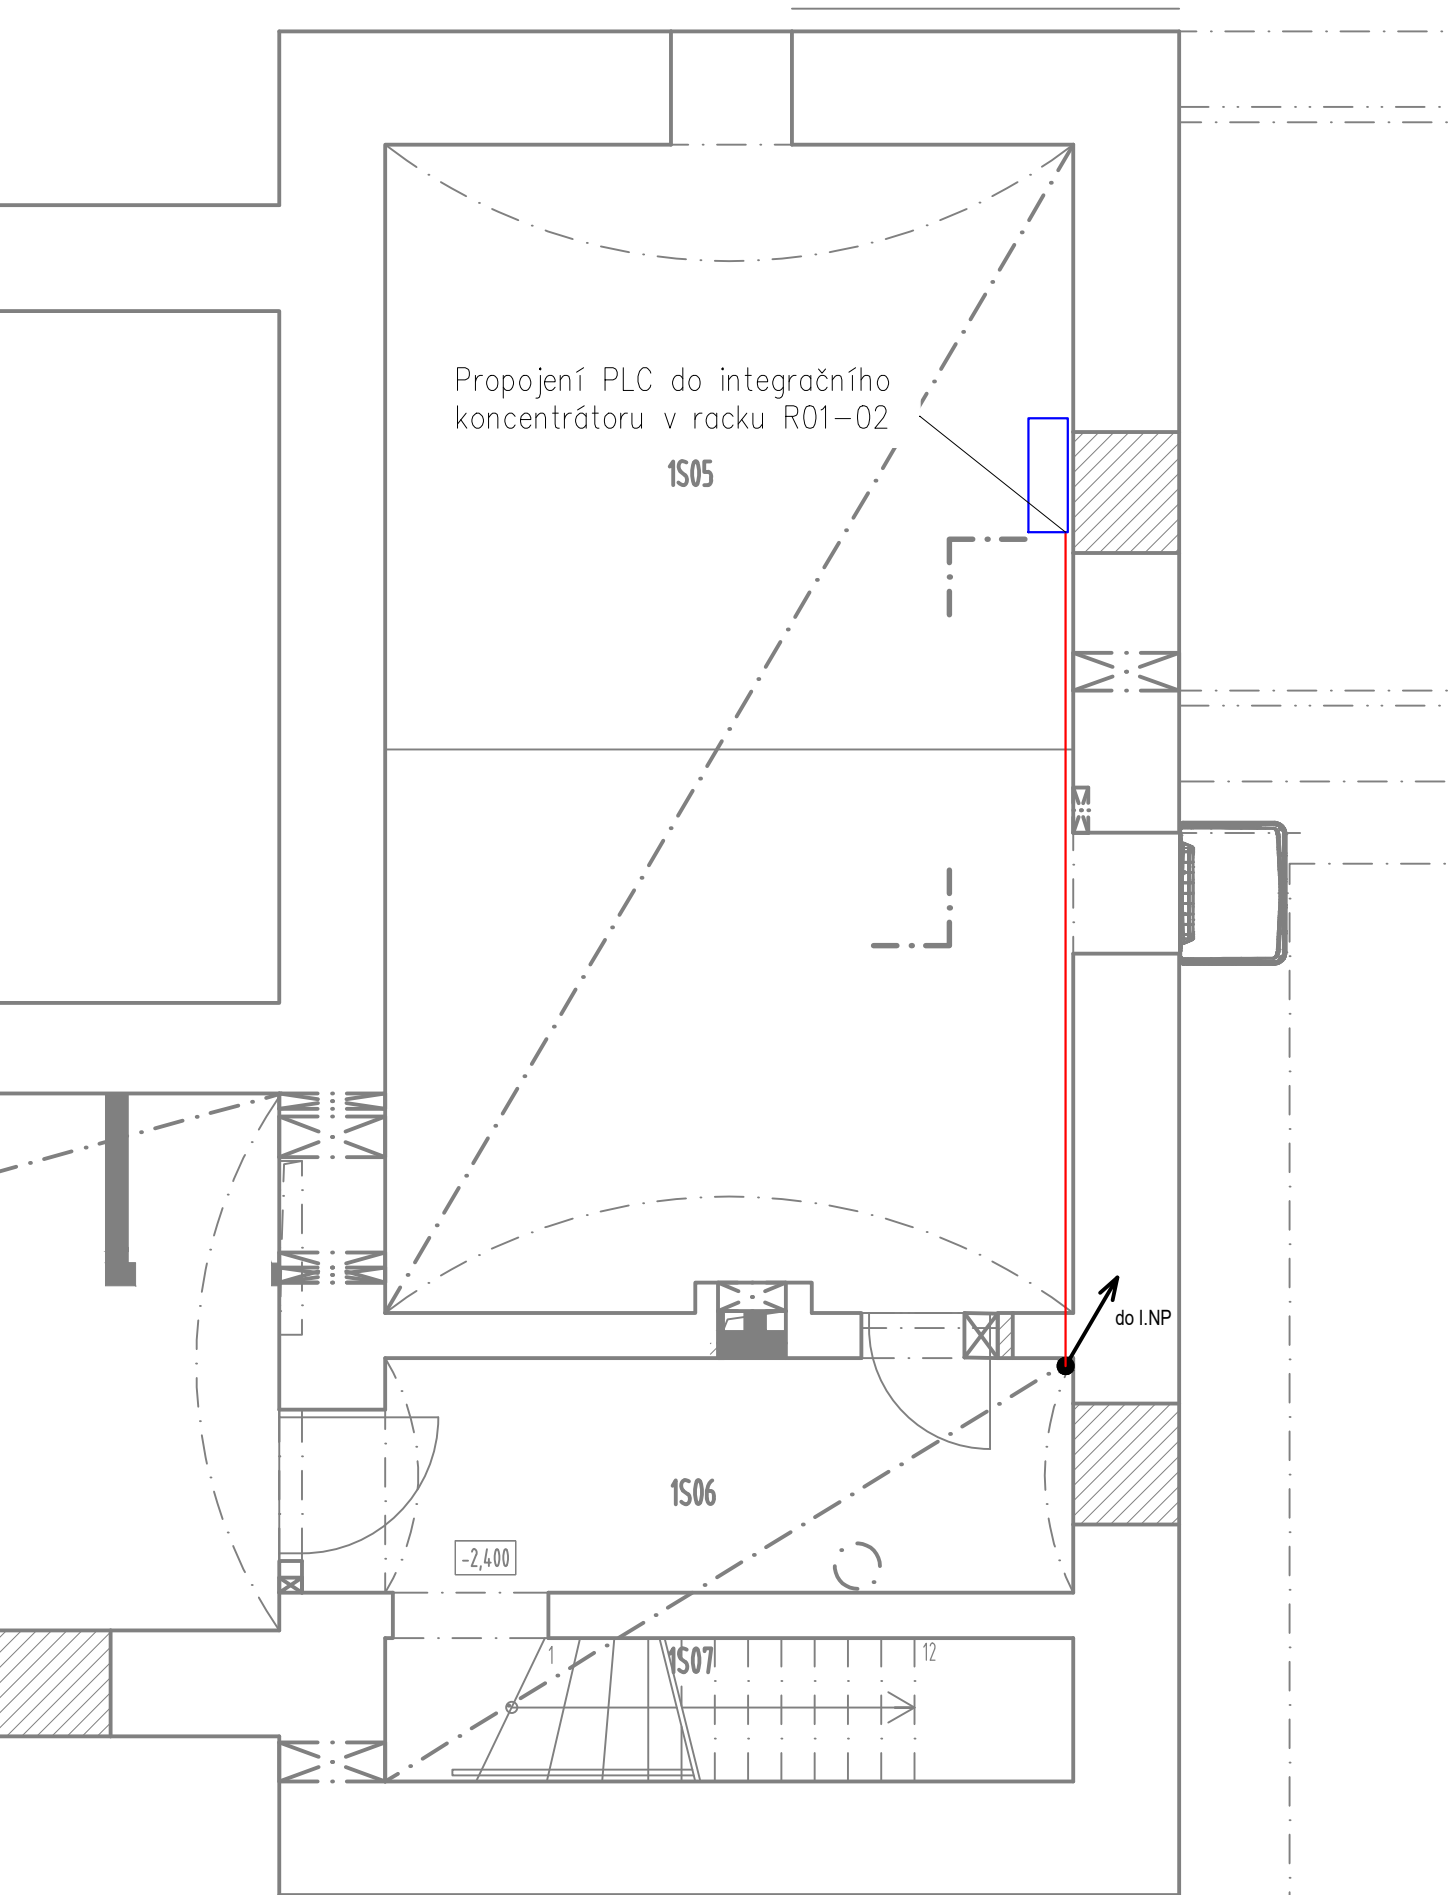 Propojení PLC do integračního
koncentrátoru v racku R01-02
1S05
do I.NP
1S06
-2,400
1
1S07
12